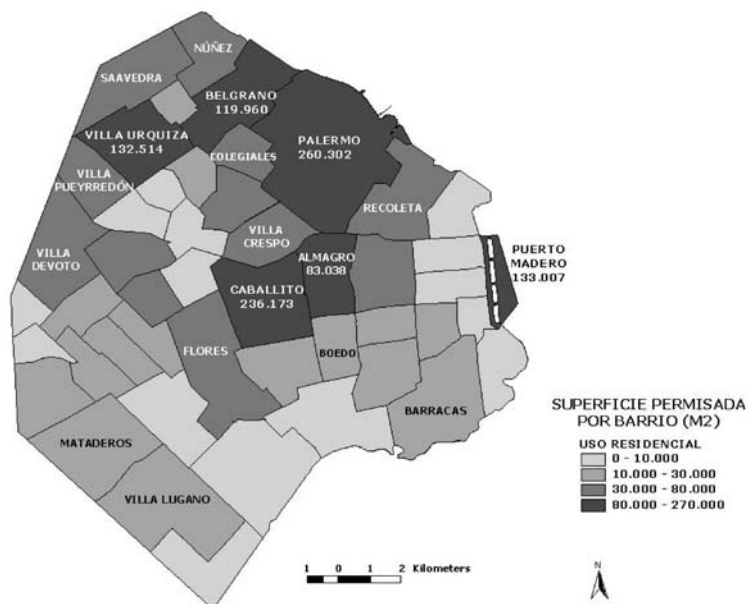 NÚÑEZ
SAAVEDRA
BELGRANO
119.960
VILLA URQUIZA
132.514
PALERMO
260.302
COLEGIALES
VILLA
PUEYRREDÓN
RECOLETA
VILLA
CRESPO
VILLA
DEVOTO
ALMAGRO
83.038
PUERTO
MADERO
133.007
CABALLITO
236.173
FLORES
BOEDO
BARRACAS
MATADEROS
VILLA LUGANO
SUPERFICIE PERMISADA
POR BARRIO (M2)
USO RESIDENCIAL
0 - 10.000
10.000 - 30.000
30.000 - 80.000
80.000 - 270.000
1 0 1 2 Kilometers
N